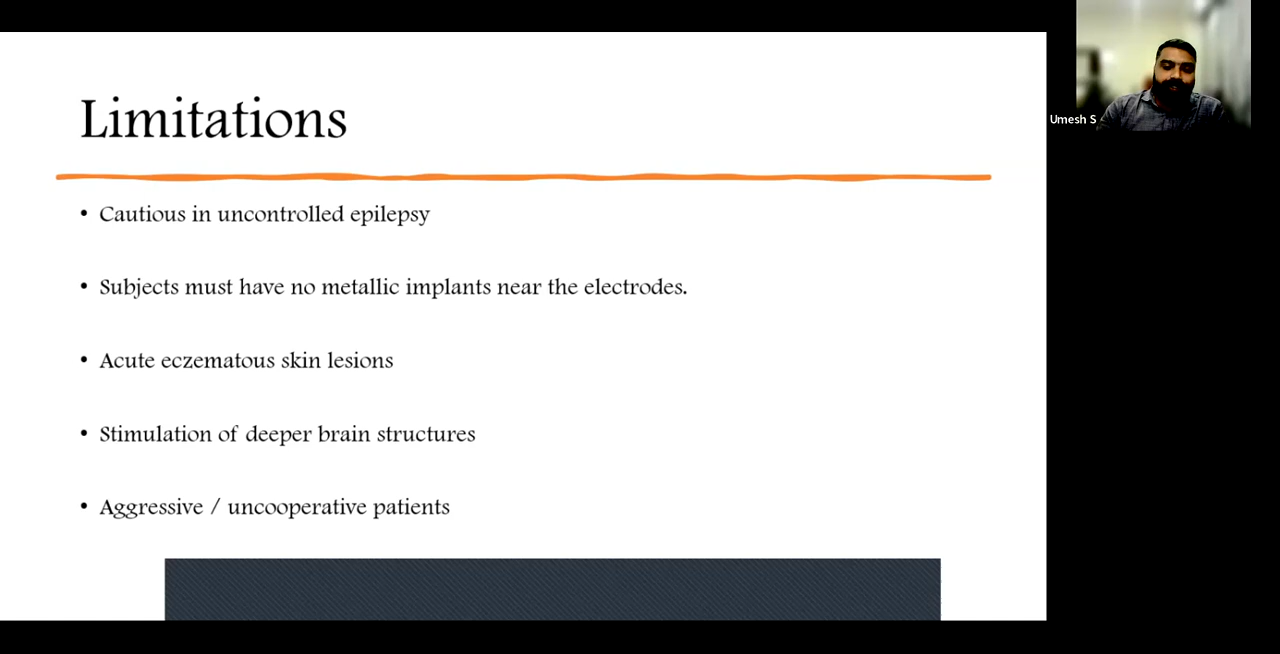 Limitations
• Cautious in uncontrolled epilepsy
• Subjects must have no metallic implants near the electrodes.
• Acute eczematous skin lesions
• Stimulation of deeper brain structures
• Aggressive / uncooperative patients
Umesh S